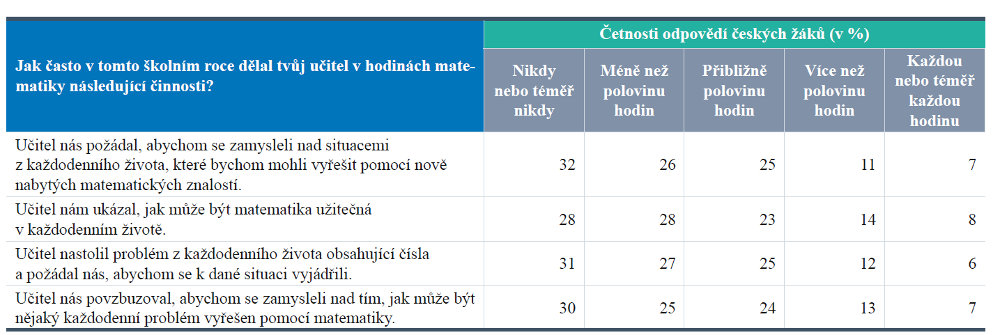 Jak často v tomto školním roce dělal tvůj učitel v hodinách mate-
matiky následující činnosti?
Četnosti odpovědí českých žáků (v %)
Nikdy
nebo téměř
nikdy
Méně než
polovinu
hodin
Přibližně
polovinu
hodin
Více než
polovinu
hodin
Každou
nebo téměř
každou
hodinu
Učitel nás požádal, abychom se zamysleli nad situacemi
z každodenního života, které bychom mohli vyřešit pomocí nově
nabytých matematických znalostí.
32 26 25 11 7
Učitel nám ukázal, jak může být matematika užitečná
v každodenním životě.
28 28 23 14 8
Učitel nastolil problém z každodenního života obsahující čísla
a požádal nás, abychom se k dané situaci vyjádřili.
31 27 25 12 6
Učitel nás povzbuzoval, abychom se zamysleli nad tím, jak může být
nějaký každodenní problém vyřešen pomocí matematiky.
30 25 24 13 7